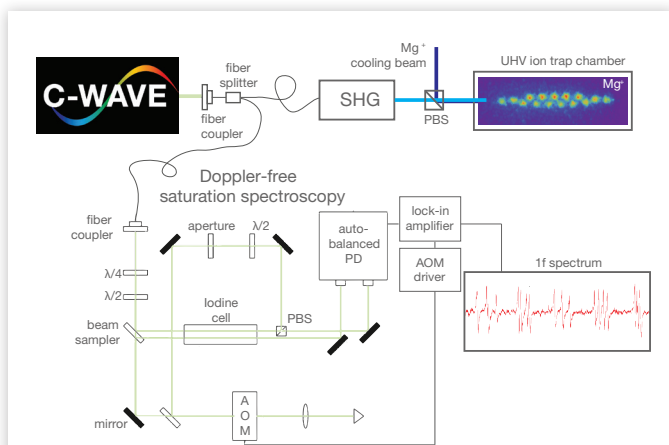 C-WAVE
fiber
splitter
fiber
coupler
SHG
Mg+
cooling beam
PBS
UHV ion trap chamber
Mg+
Doppler-free
saturation spectroscopy
fiber
coupler
λ/4
λ/2
beam
sampler
mirror
aperture
λ/2
Iodine
cell
PBS
auto-
balanced
PD
lock-in
amplifier
AOM
driver
1f spectrum
A
O
M